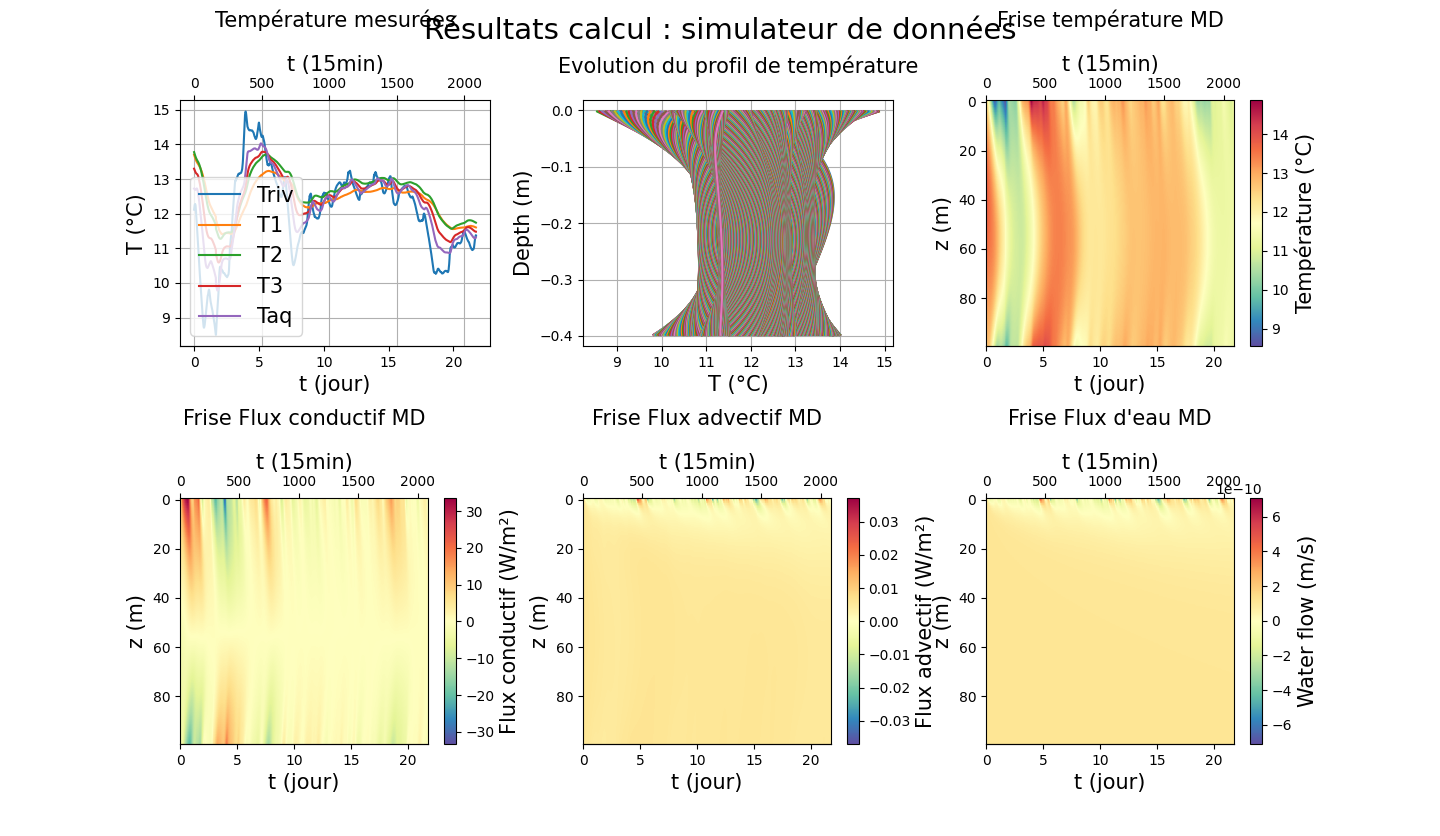 Résultats calcul : simulateur de données
Température mesurées
t (15min)
0 500 1000 1500 2000
15
14
13
12
11
10
9
T (°C)
Triv
T1
T2
T3
Taq
0 5 10 15 20
t (jour)
Evolution du profil de température
0.0
−0.1
−0.2
−0.3
−0.4
Depth (m)
9 10 11 12 13 14 15
T (°C)
Frise température MD
t (15min)
0 500 1000 1500 2000
0
20
40
60
80
z (m)
0 5 10 15 20
t (jour)
14
13
12
11
10
9
Température (°C)
Frise Flux conductif MD
t (15min)
0 500 1000 1500 2000
0
20
40
60
80
z (m)
0 5 10 15 20
t (jour)
30
20
10
0
−10
−20
−30
Flux conductif (W/m²)
Frise Flux advectif MD
t (15min)
0 500 1000 1500 2000
0
20
40
60
80
z (m)
0 5 10 15 20
t (jour)
0.03
0.02
0.01
0.00
−0.01
−0.02
−0.03
Flux advectif (W/m²)
Frise Flux d'eau MD
t (15min)
0 500 1000 1500 2000
0
20
40
60
80
z (m)
0 5 10 15 20
t (jour)
1e−10
6
4
2
0
−2
−4
−6
Water flow (m/s)